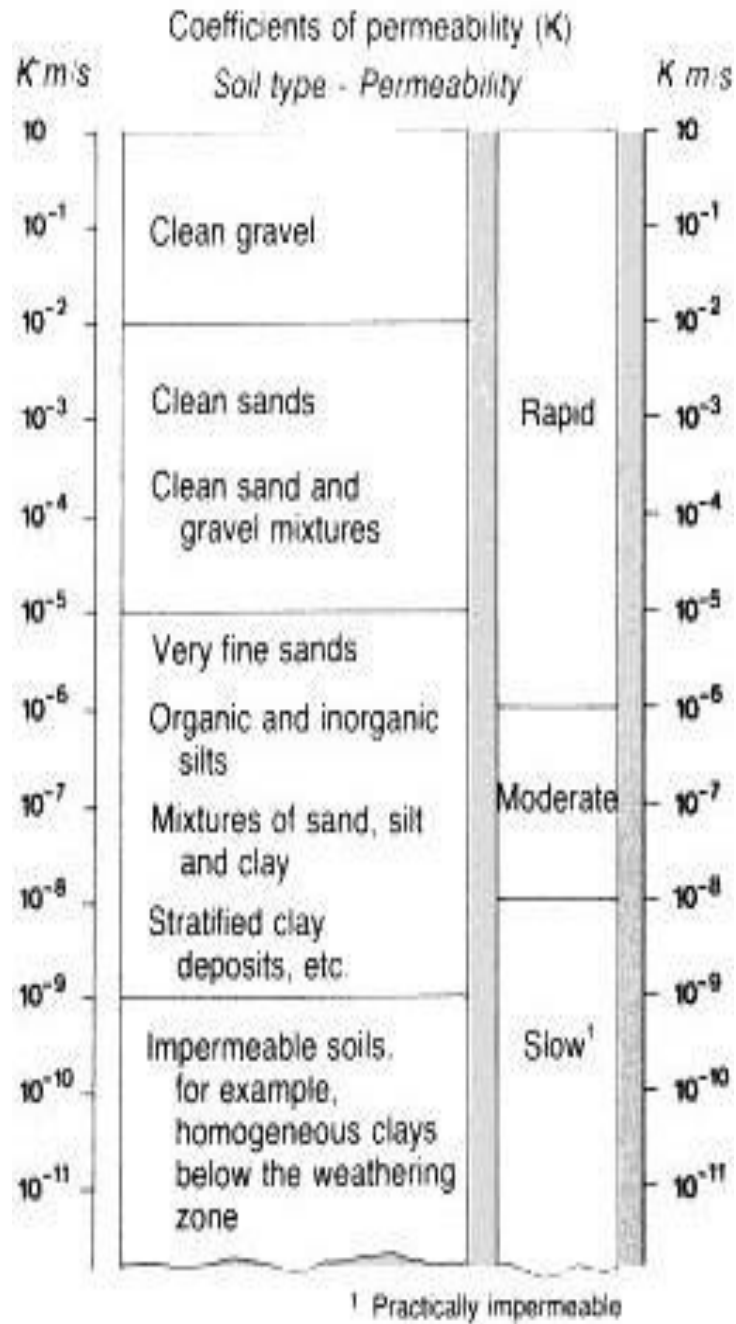 Coefficients of permeability (K)
K m/s
Soil type - Permeability
K m/s
10
10⁻¹
10⁻²
10⁻³
10⁻⁴
10⁻⁵
10⁻⁶
10⁻⁷
10⁻⁸
10⁻⁹
10⁻¹⁰
10⁻¹¹
Clean gravel
Clean sands
Clean sand and
gravel mixtures
Very fine sands
Organic and inorganic
silts
Mixtures of sand, silt
and clay
Stratified clay
deposits, etc
Impermeable soils.
for example,
homogeneous clays
below the weathering
zone
Rapid
Moderate
Slow¹
10
10⁻¹
10⁻²
10⁻³
10⁻⁴
10⁻⁵
10⁻⁶
10⁻⁷
10⁻⁸
10⁻⁹
10⁻¹⁰
10⁻¹¹
¹ Practically impermeable